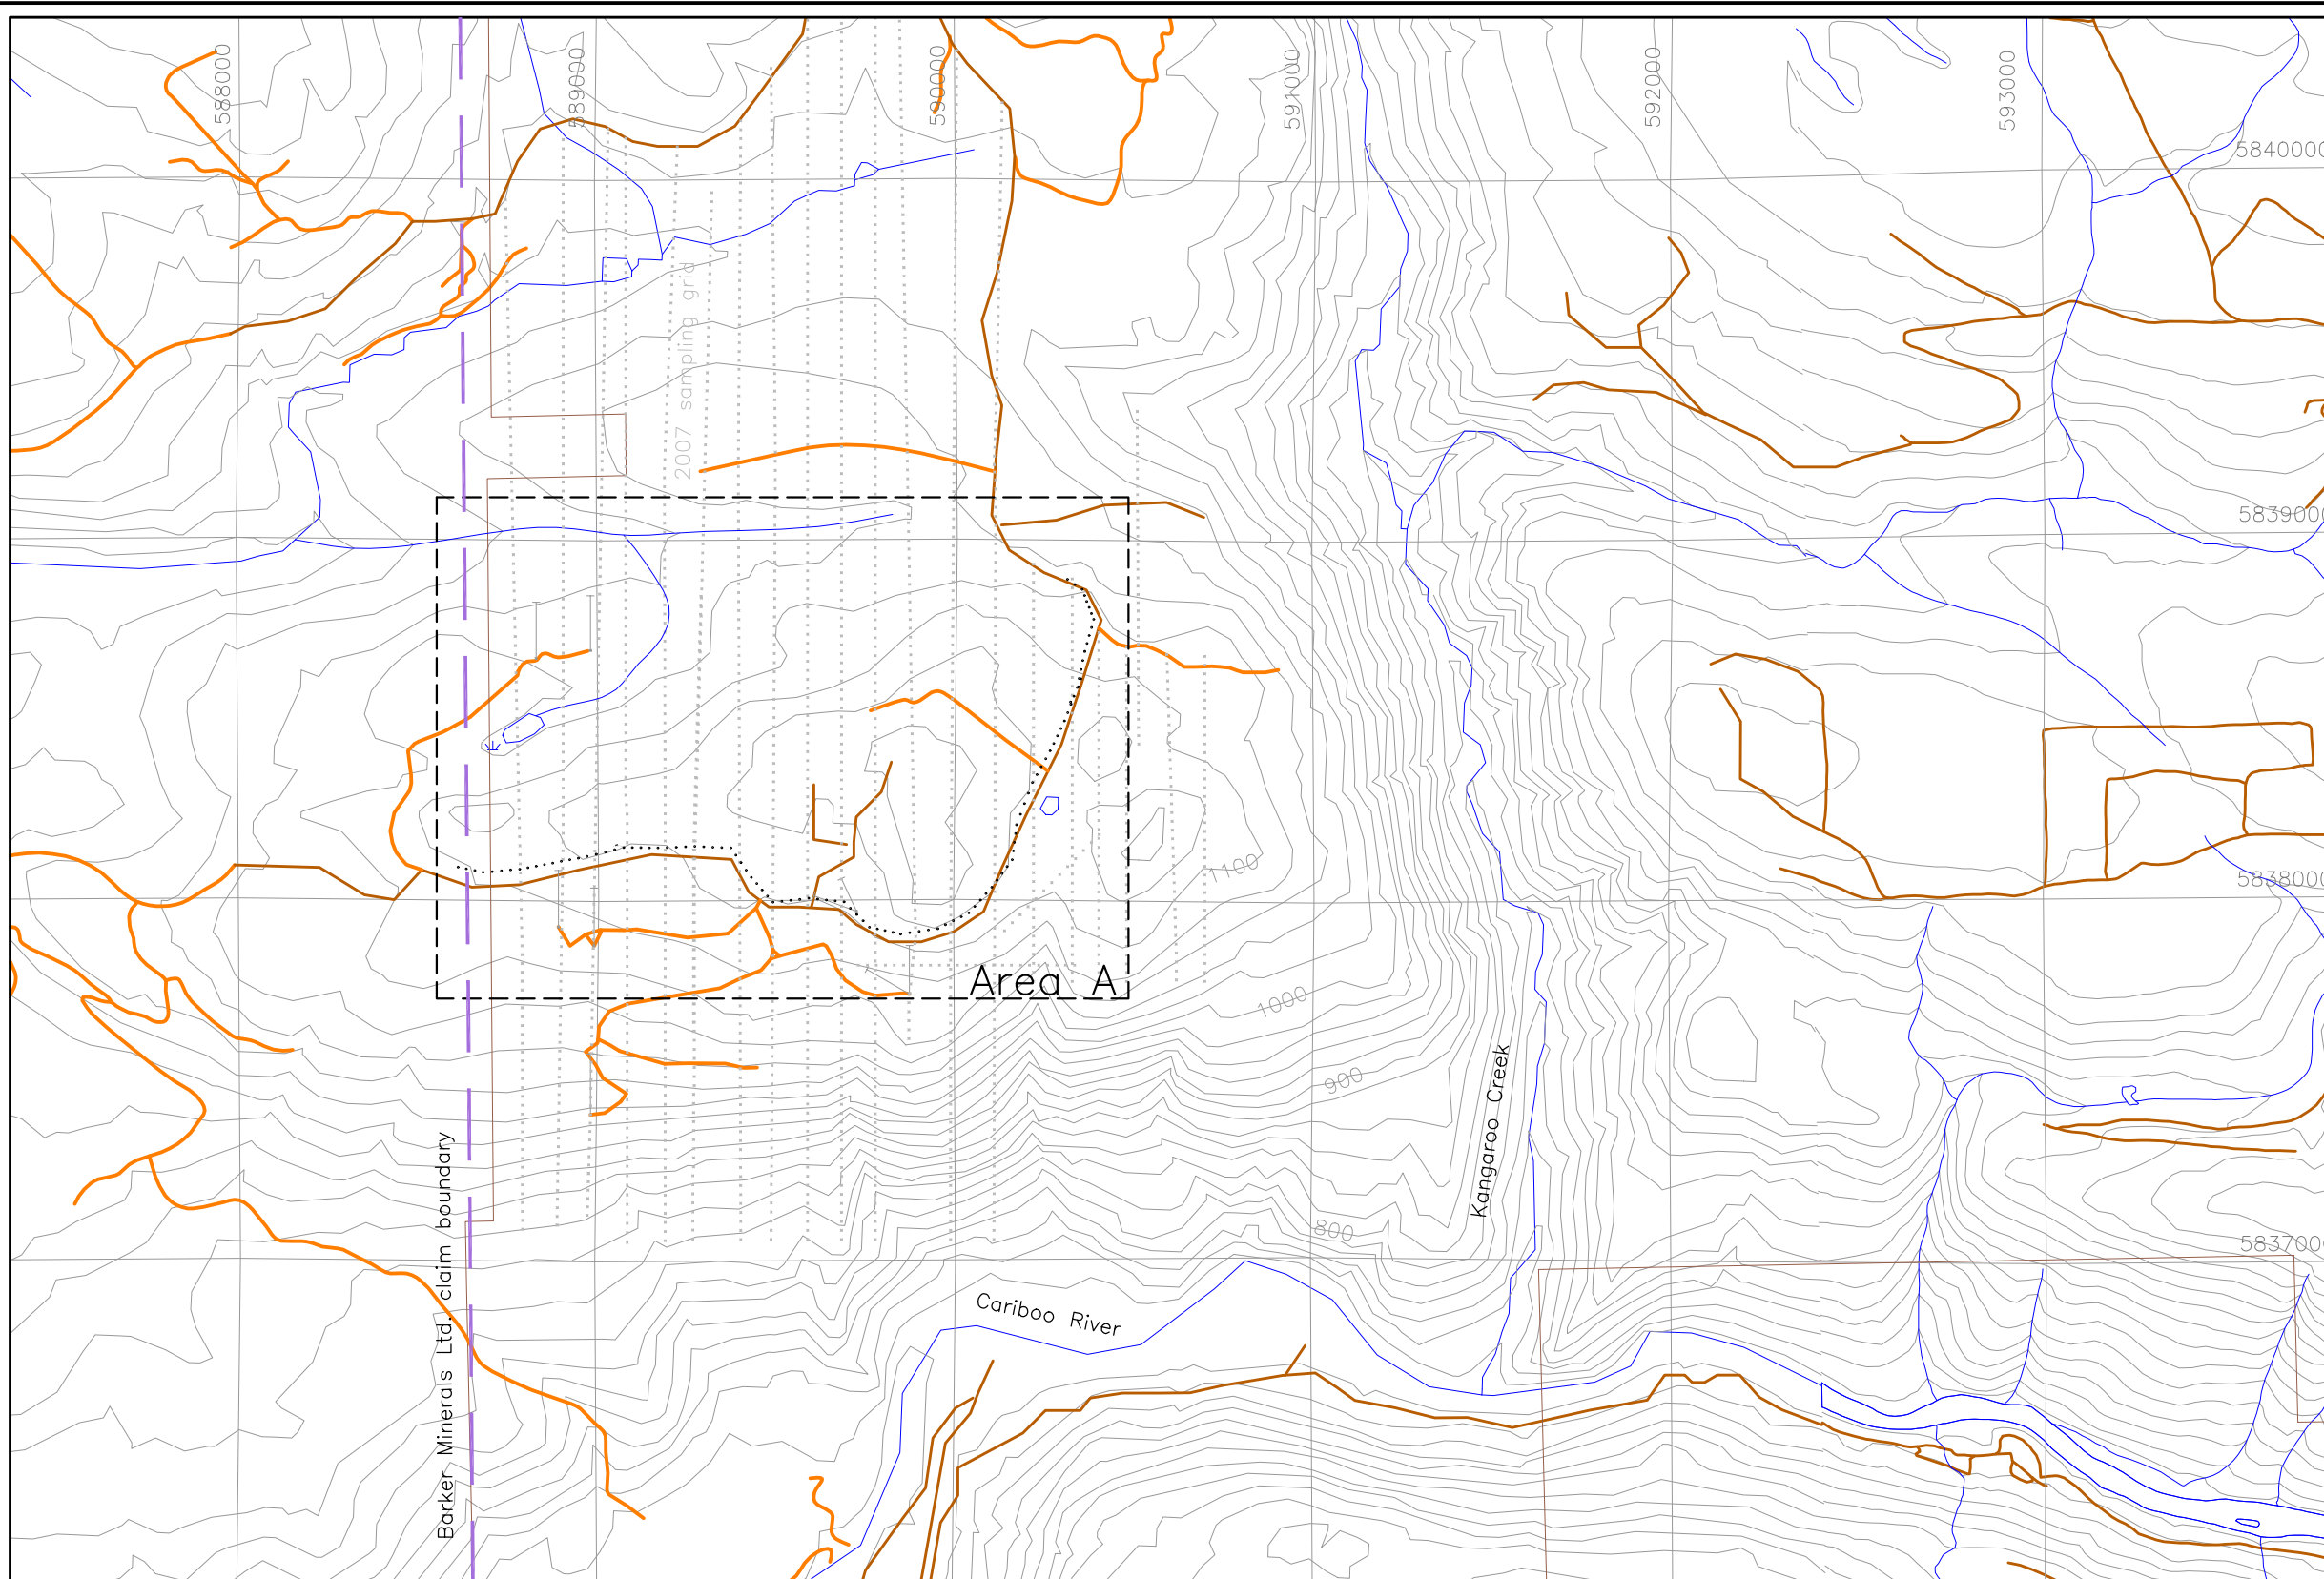 588000
589000
590000
591000
592000
593000
5840000
2007 sampling grid
5839000
1100
5838000
Area A
1000
900
Kangaroo Creek
Barker Minerals Ltd. claim boundary
800
5837000
Cariboo River